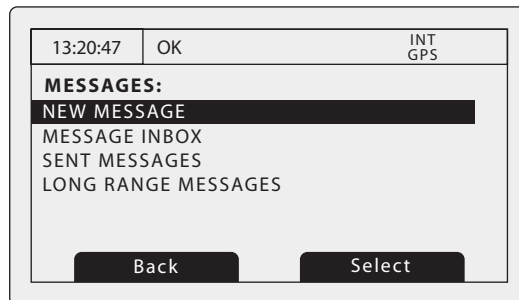 13:20:47 OK INT
GPS
MESSAGES:
NEW MESSAGE
MESSAGE INBOX
SENT MESSAGES
LONG RANGE MESSAGES
Back Select